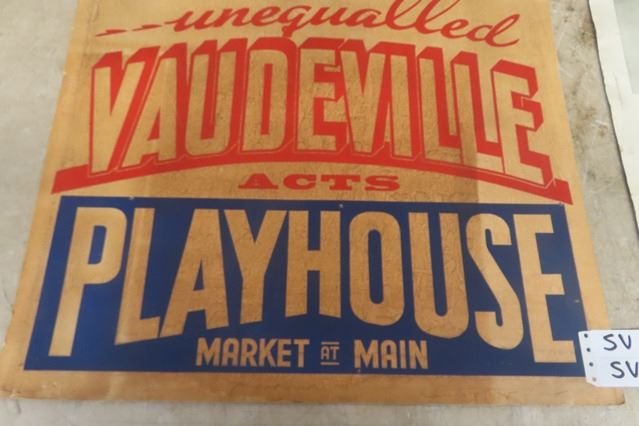 unequalled
VAUDEVILLE
ACTS
PLAYHOUSE
MARKET AT MAIN
SV
SV